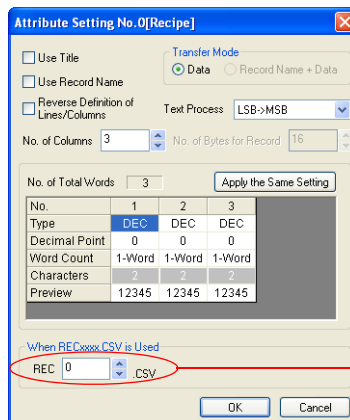 Attribute Setting No.0[Recipe]
Use Title
Use Record Name
Reverse Definition of
Lines/Columns
Transfer Mode
Data Record Name + Data
Text Process LSB->MSB
No. of Columns 3 No. of Bytes for Record 16
No. of Total Words 3 Apply the Same Setting
No. 1 2 3
Type DEC DEC DEC
Decimal Point 0 0 0
Word Count 1-Word 1-Word 1-Word
Characters 2 2 2
Preview 12345 12345 12345
When RECxxxx.CSV is Used
REC 0 .CSV
OK Cancel